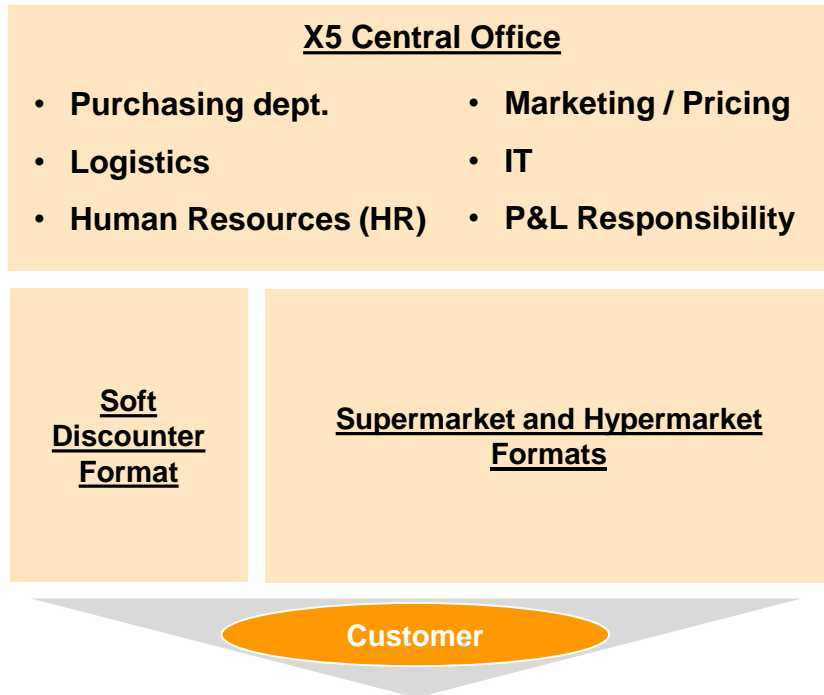 X5 Central Office
• Purchasing dept.
• Logistics
• Human Resources (HR)
• Marketing / Pricing
• IT
• P&L Responsibility
Soft
Discounter
Format
Supermarket and Hypermarket
Formats
Customer